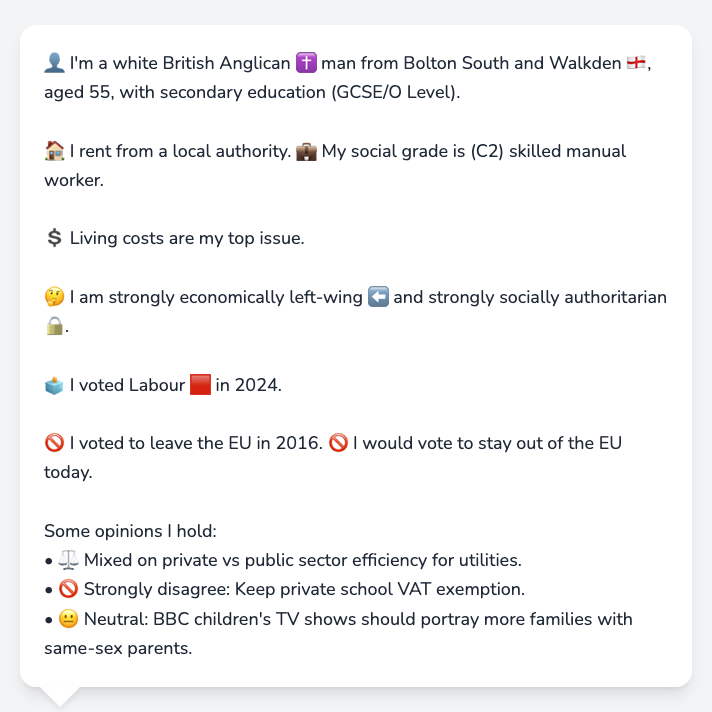 👤 I'm a white British Anglican ✝️ man from Bolton South and Walkden 🏴󠁧󠁢󠁥󠁮󠁧󠁿,
aged 55, with secondary education (GCSE/O Level).
🏠 I rent from a local authority. 💼 My social grade is (C2) skilled manual
worker.
💲 Living costs are my top issue.
🤔 I am strongly economically left-wing ⬅️ and strongly socially authoritarian
🔒.
🗳️ I voted Labour 🟥 in 2024.
🚫 I voted to leave the EU in 2016. 🚫 I would vote to stay out of the EU
today.
Some opinions I hold:
• ⚖️ Mixed on private vs public sector efficiency for utilities.
• 🚫 Strongly disagree: Keep private school VAT exemption.
• 😐 Neutral: BBC children's TV shows should portray more families with
same-sex parents.